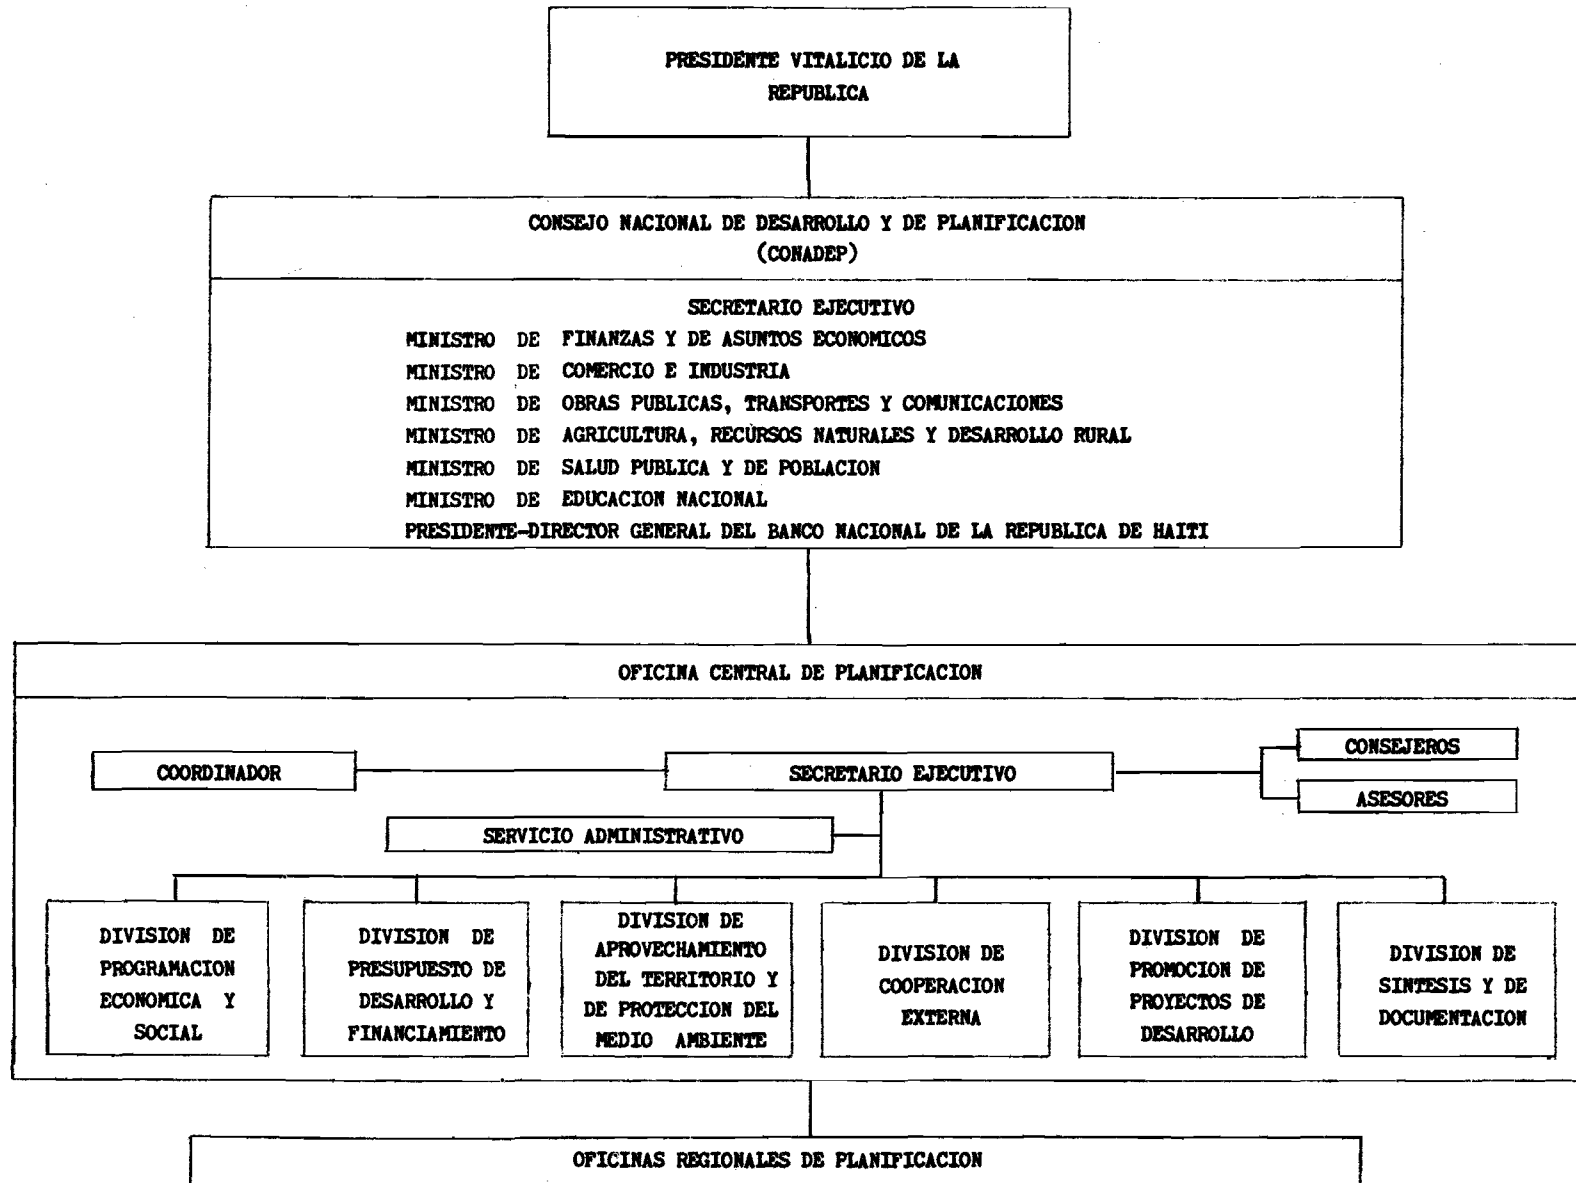 PRESIDENTE VITALICIO DE LA
REPUBLICA
CONSEJO NACIONAL DE DESARROLLO Y DE PLANIFICACION
(CONADEP)
SECRETARIO EJECUTIVO
MINISTRO DE FINANZAS Y DE ASUNTOS ECONOMICOS
MINISTRO DE COMERCIO E INDUSTRIA
MINISTRO DE OBRAS PUBLICAS, TRANSPORTES Y COMUNICACIONES
MINISTRO DE AGRICULTURA, RECURSOS NATURALES Y DESARROLLO RURAL
MINISTRO DE SALUD PUBLICA Y DE POBLACION
MINISTRO DE EDUCACION NACIONAL
PRESIDENTE-DIRECTOR GENERAL DEL BANCO NACIONAL DE LA REPUBLICA DE HAITI
OFICINA CENTRAL DE PLANIFICACION
COORDINADOR
SECRETARIO EJECUTIVO
CONSEJEROS
ASESORES
SERVICIO ADMINISTRATIVO
DIVISION DE
PROGRAMACION
ECONOMICA Y
SOCIAL
DIVISION DE
PRESUPUESTO DE
DESARROLLO Y
FINANCIAMIENTO
DIVISION DE
APROVECHAMIENTO
DEL TERRITORIO Y
DE PROTECCION DEL
MEDIO AMBIENTE
DIVISION DE
COOPERACION
EXTERNA
DIVISION DE
PROMOCION DE
PROYECTOS DE
DESARROLLO
DIVISION DE
SINTESIS Y DE
DOCUMENTACION
OFICINAS REGIONALES DE PLANIFICACION